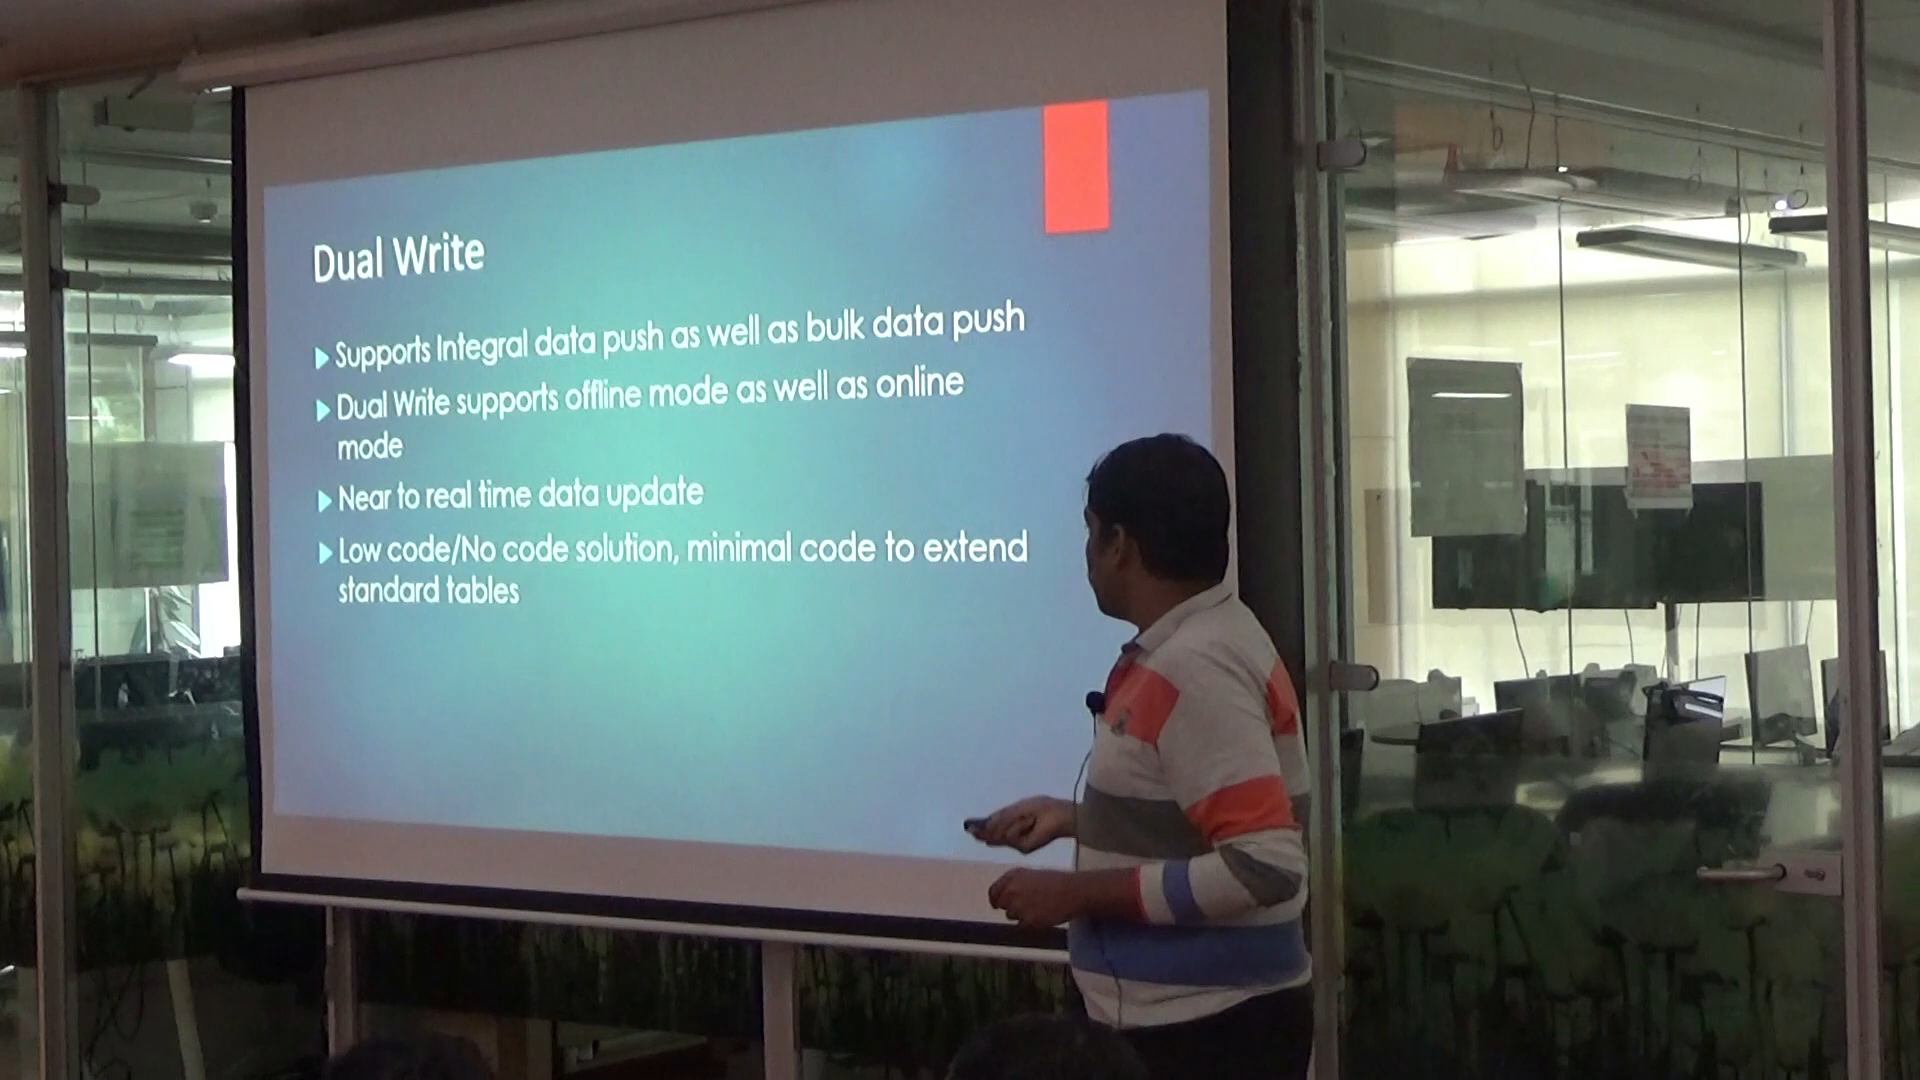 Dual Write
Supports Integral data push as well as bulk data push
Dual Write supports offline mode as well as online
mode
Near to real time data update
Low code/No code solution, minimal code to extend
standard tables